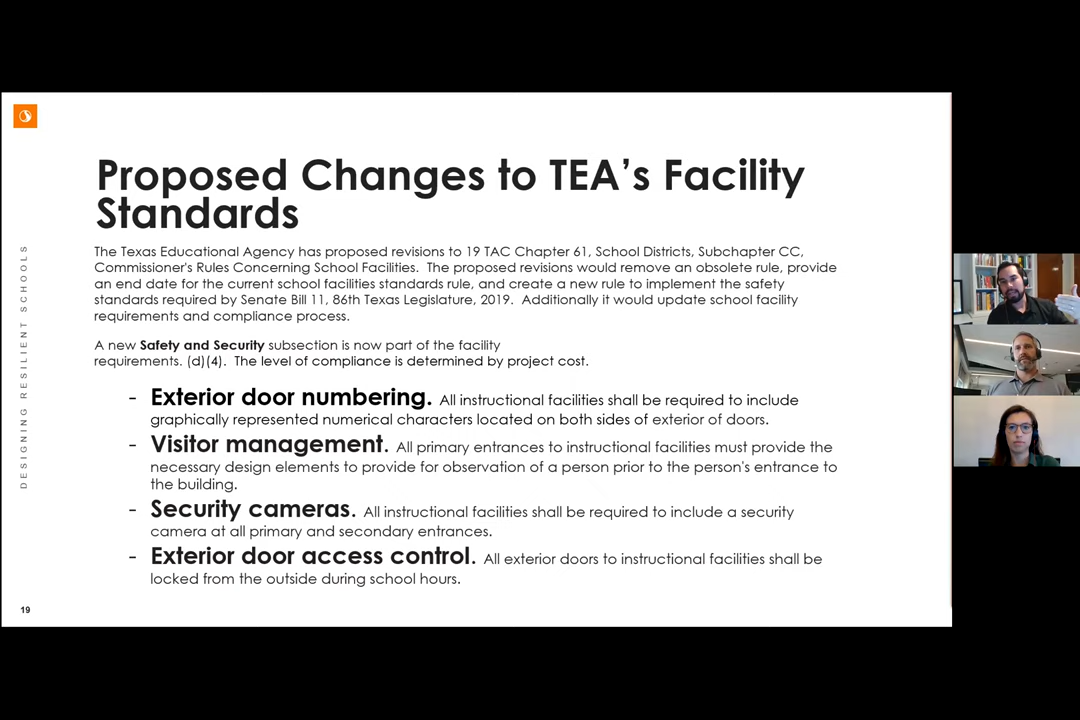 Proposed Changes to TEA's Facility
Standards
The Texas Educational Agency has proposed revisions to 19 TAC Chapter 61, School Districts, Subchapter CC,
Commissioner's Rules Concerning School Facilities. The proposed revisions would remove an obsolete rule, provide
an end date for the current school facilities standards rule, and create a new rule to implement the safety
standards required by Senate Bill 11, 86th Texas Legislature, 2019. Additionally it would update school facility
requirements and compliance process.
A new Safety and Security subsection is now part of the facility
requirements. (d)(4). The level of compliance is determined by project cost.
- Exterior door numbering. All instructional facilities shall be required to include
graphically represented numerical characters located on both sides of exterior of doors.
- Visitor management. All primary entrances to instructional facilities must provide the
necessary design elements to provide for observation of a person prior to the person's entrance to
the building.
- Security cameras. All instructional facilities shall be required to include a security
camera at all primary and secondary entrances.
- Exterior door access control. All exterior doors to instructional facilities shall be
locked from the outside during school hours.
DESIGNING RESILIENT SCHOOLS
19